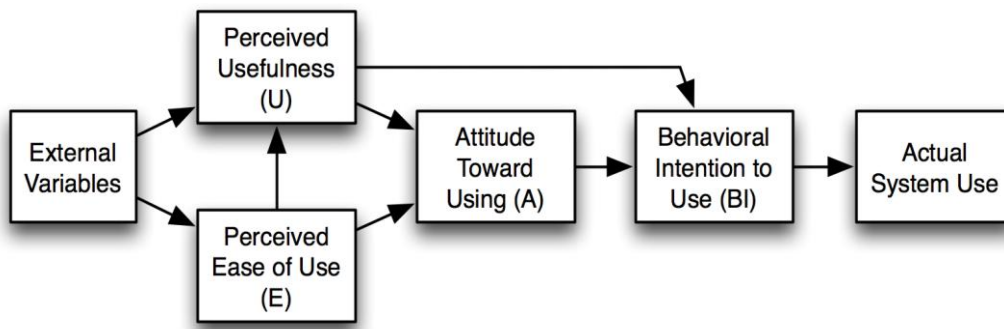 External
Variables
Perceived
Usefulness
(U)
Perceived
Ease of Use
(E)
Attitude
Toward
Using (A)
Behavioral
Intention to
Use (BI)
Actual
System Use